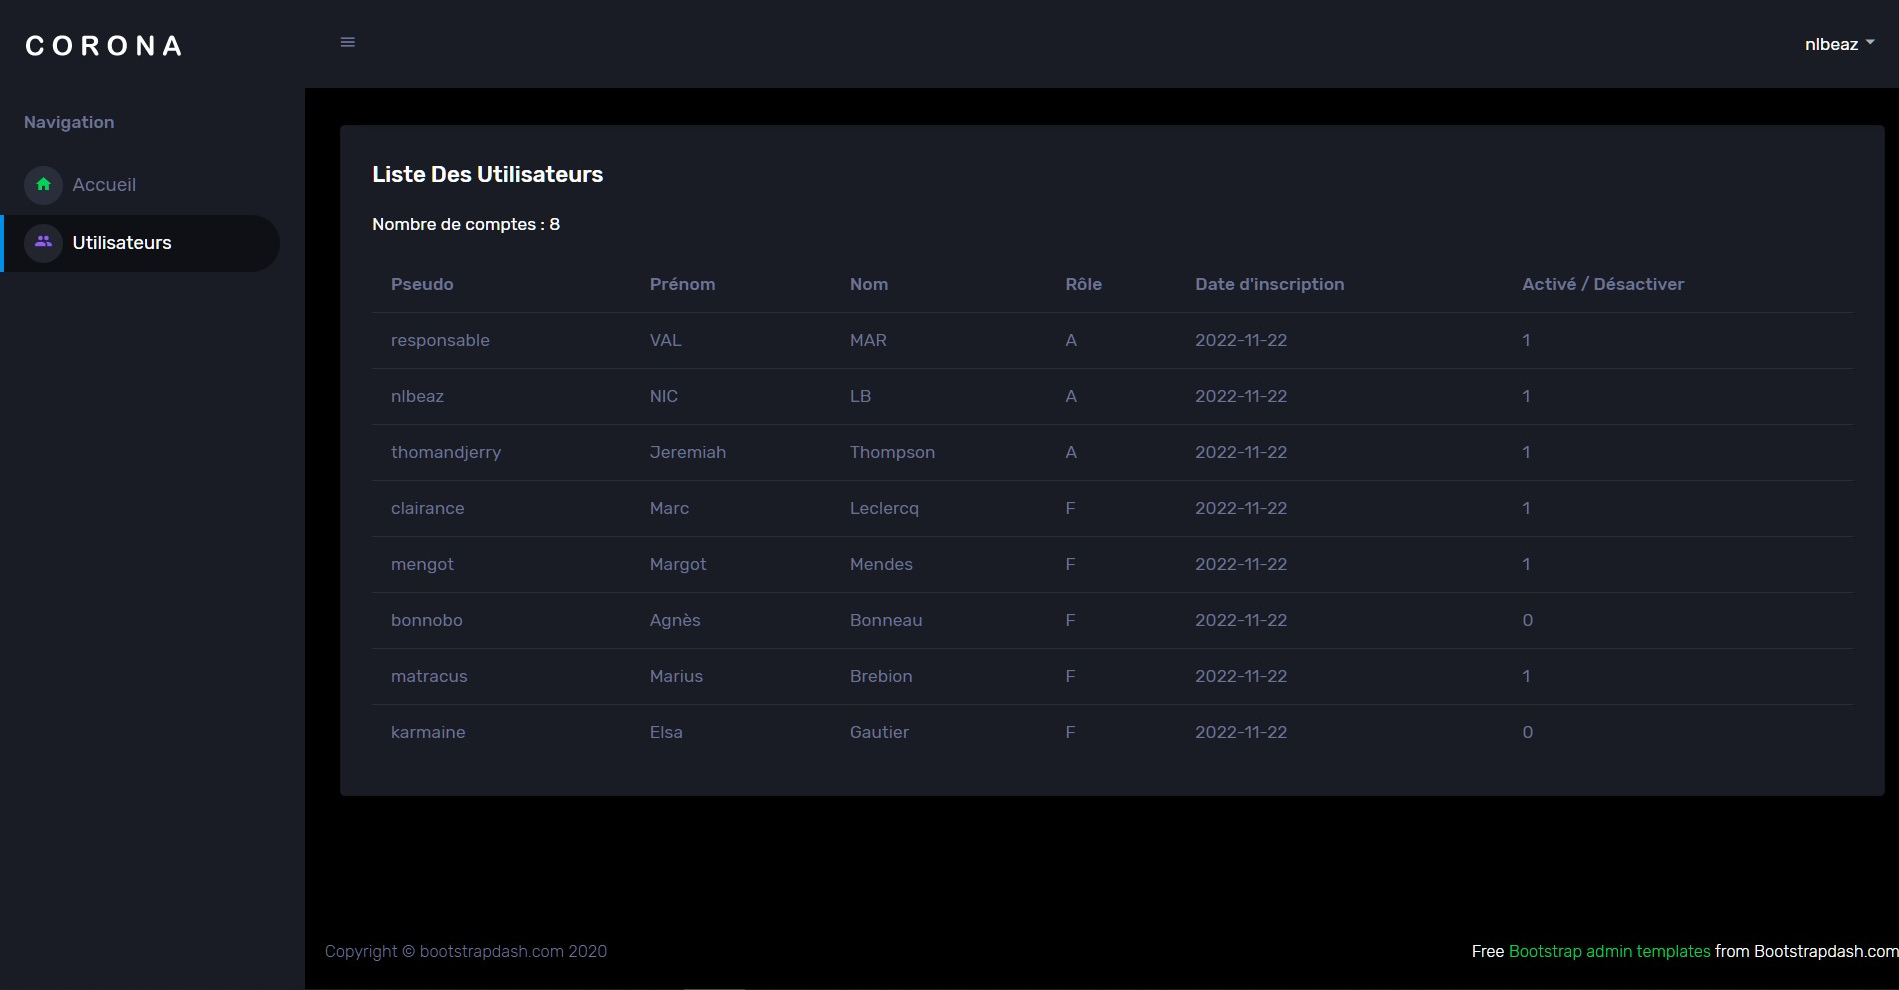 CORONA
nlbeaz
Navigation
Accueil
Utilisateurs
Liste Des Utilisateurs
Nombre de comptes : 8
Pseudo Prénom Nom Rôle Date d'inscription Activé / Désactiver
responsable VAL MAR A 2022-11-22 1
nlbeaz NIC LB A 2022-11-22 1
thomandjerry Jeremiah Thompson A 2022-11-22 1
clairance Marc Leclercq F 2022-11-22 1
mengot Margot Mendes F 2022-11-22 1
bonnobo Agnès Bonneau F 2022-11-22 0
matracus Marius Brebion F 2022-11-22 1
karmaine Elsa Gautier F 2022-11-22 0
Copyright © bootstrapdash.com 2020
Free Bootstrap admin templates from Bootstrapdash.com